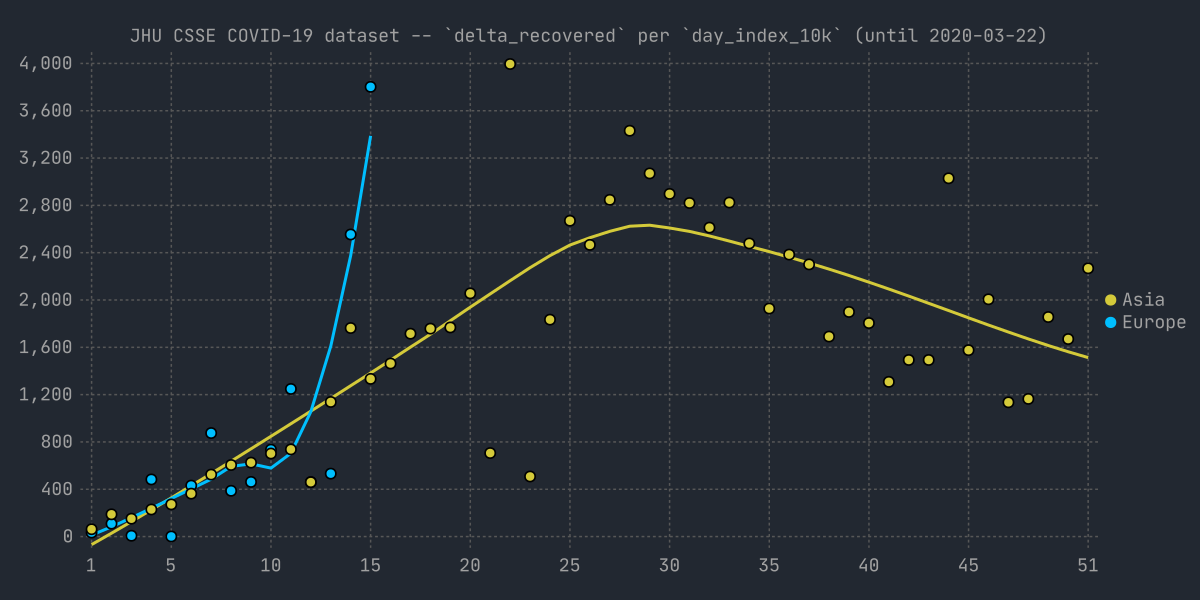 JHU CSSE COVID-19 dataset -- `delta_recovered` per `day_index_10k` (until 2020-03-22)
4,000
3,600
3,200
2,800
2,400
2,000
1,600
1,200
800
400
0
1 5 10 15 20 25 30 35 40 45 51
Asia
Europe